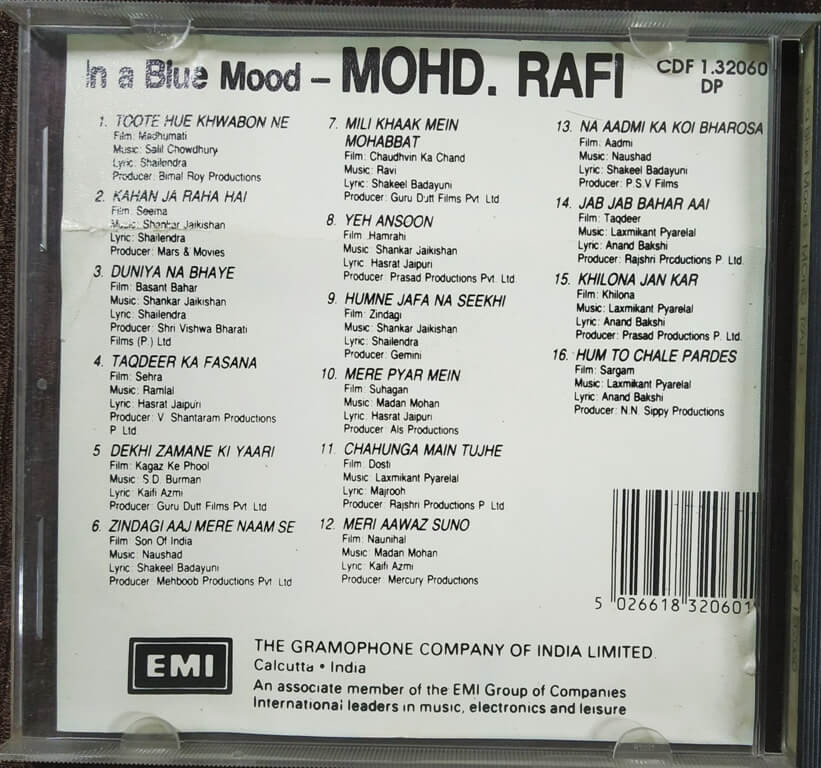 In a Blue Mood – MOHD. RAFI
CDF 1.32060
DP
1. TOOTE HUE KHWABON NE
Film: Madhumati
Music: Salil Chowdhury
Lyric: Shailendra
Producer: Bimal Roy Productions
2. KAHAN JA RAHA HAI
Film: Seema
Music: Shankar Jaikishan
Lyric: Shailendra
Producer: Mars & Movies
3. DUNIYA NA BHAYE
Film: Basant Bahar
Music: Shankar Jaikishan
Lyric: Shailendra
Producer: Shri Vishwa Bharati
Films (P.) Ltd
4. TAQDEER KA FASANA
Film: Sehra
Music: Ramlal
Lyric: Hasrat Jaipuri
Producer: V. Shantaram Productions
P Ltd
5 DEKHI ZAMANE KI YAARI
Film: Kagaz Ke Phool
Music: S.D. Burman
Lyric: Kaifi Azmi
Producer: Guru Dutt Films Pvt. Ltd
6. ZINDAGI AAJ MERE NAAM SE
Film: Son Of India
Music: Naushad
Lyric: Shakeel Badayuni
Producer: Mehboob Productions Pvt. Ltd
7. MILI KHAAK MEIN
MOHABBAT
Film: Chaudhvin Ka Chand
Music: Ravi
Lyric: Shakeel Badayuni
Producer: Guru Dutt Films Pvt. Ltd
8. YEH ANSOON
Film: Hamrahi
Music: Shankar Jaikishan
Lyric: Hasrat Jaipuri
Producer: Prasad Productions Pvt. Ltd
9. HUMNE JAFA NA SEEKHI
Film: Zindagi
Music: Shankar Jaikishan
Lyric: Shailendra
Producer: Gemini
10. MERE PYAR MEIN
Film: Suhagan
Music: Madan Mohan
Lyric: Hasrat Jaipuri
Producer: Als Productions
11. CHAHUNGA MAIN TUJHE
Film: Dosti
Music: Laxmikant Pyarelal
Lyric: Majrooh
Producer: Rajshri Productions P. Ltd
12. MERI AAWAZ SUNO
Film: Naunihal
Music: Madan Mohan
Lyric: Kaifi Azmi
Producer: Mercury Productions
13. NA AADMI KA KOI BHAROSA
Film: Aadmi
Music: Naushad
Lyric: Shakeel Badayuni
Producer: P.S.V Films
14. JAB JAB BAHAR AAI
Film: Taqdeer
Music: Laxmikant Pyarelal
Lyric: Anand Bakshi
Producer: Rajshri Productions P. Ltd.
15. KHILONA JAN KAR
Film: Khilona
Music: Laxmikant Pyarelal
Lyric: Anand Bakshi
Producer: Prasad Productions P. Ltd.
16. HUM TO CHALE PARDES
Film: Sargam
Music: Laxmikant Pyarelal
Lyric: Anand Bakshi
Producer: N.N. Sippy Productions
5 026618 320601
EMI
THE GRAMOPHONE COMPANY OF INDIA LIMITED.
Calcutta • India
An associate member of the EMI Group of Companies
International leaders in music, electronics and leisure